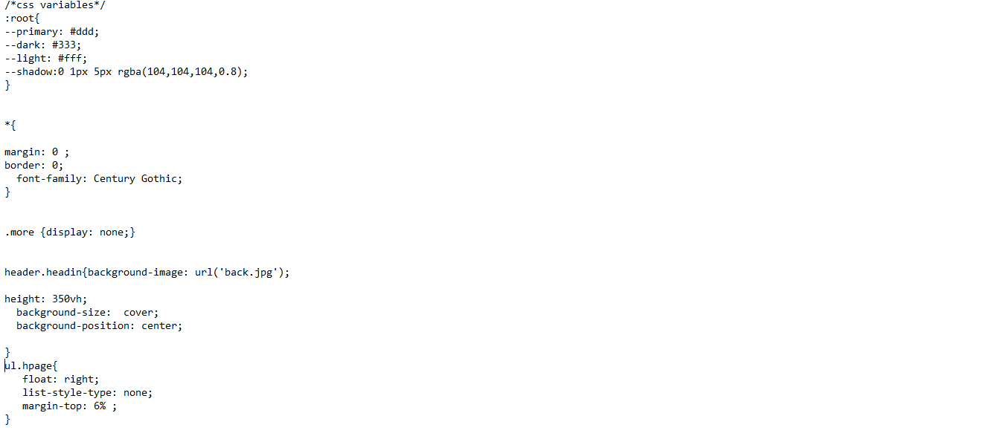 /*css variables*/
:root{
--primary: #ddd;
--dark: #333;
--light: #fff;
--shadow:0 1px 5px rgba(104,104,104,0.8);
}
*{
margin: 0 ;
border: 0;
font-family: Century Gothic;
}
.more {display: none;}
header.headin{background-image: url('back.jpg');
height: 350vh;
background-size:  cover;
background-position: center;
}
ul.hpage{
float: right;
list-style-type: none;
margin-top: 6% ;
}